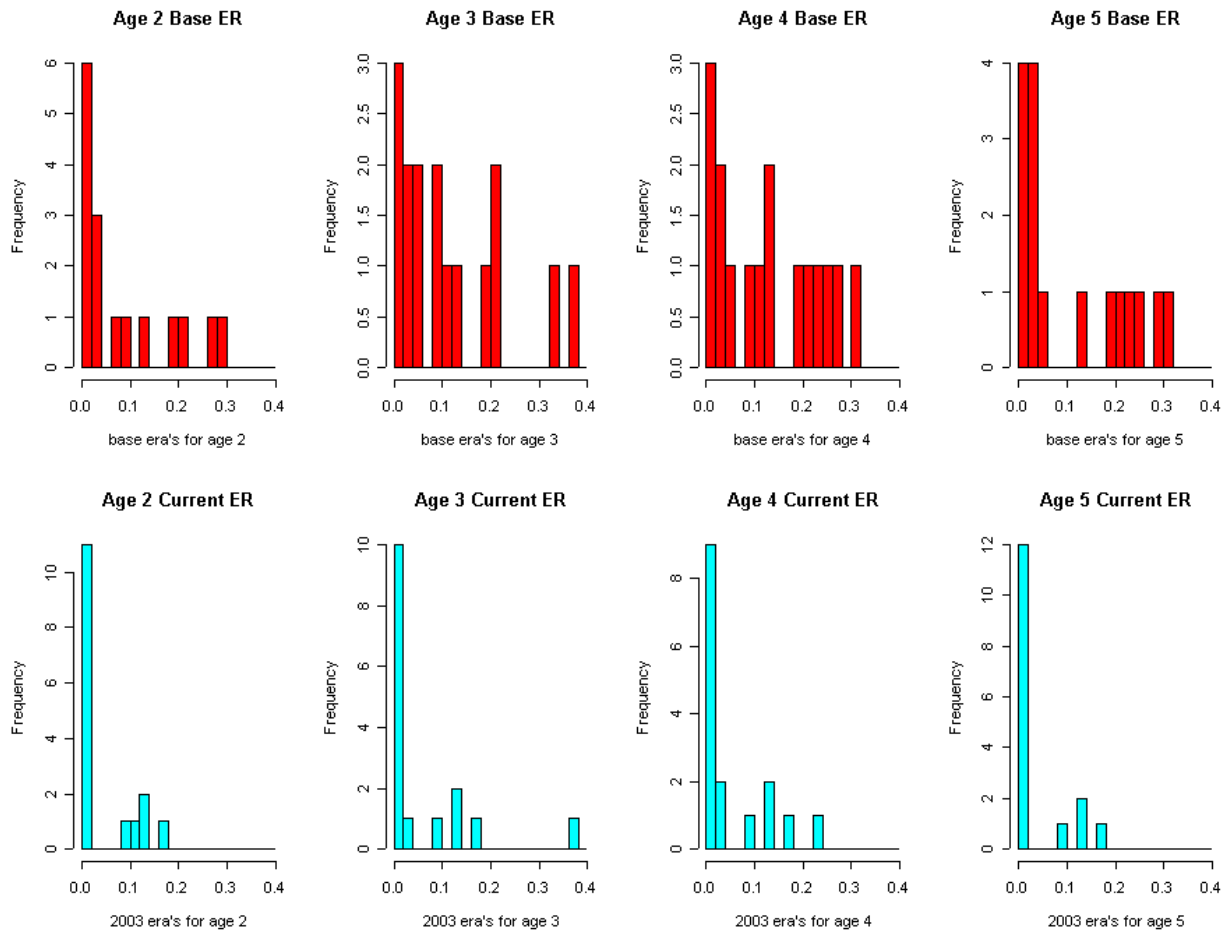 Age 2 Base ER
Frequency
0 1 2 3 4 5 6
0.0 0.1 0.2 0.3 0.4
base era's for age 2
Age 3 Base ER
Frequency
0.0 0.5 1.0 1.5 2.0 2.5 3.0
0.0 0.1 0.2 0.3 0.4
base era's for age 3
Age 4 Base ER
Frequency
0.0 0.5 1.0 1.5 2.0 2.5 3.0
0.0 0.1 0.2 0.3 0.4
base era's for age 4
Age 5 Base ER
Frequency
0 1 2 3 4
0.0 0.1 0.2 0.3 0.4
base era's for age 5
Age 2 Current ER
Frequency
0 2 4 6 8 10
0.0 0.1 0.2 0.3 0.4
2003 era's for age 2
Age 3 Current ER
Frequency
0 2 4 6 8 10
0.0 0.1 0.2 0.3 0.4
2003 era's for age 3
Age 4 Current ER
Frequency
0 2 4 6 8
0.0 0.1 0.2 0.3 0.4
2003 era's for age 4
Age 5 Current ER
Frequency
0 2 4 6 8 10 12
0.0 0.1 0.2 0.3 0.4
2003 era's for age 5